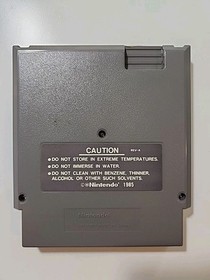 CAUTION REV-A
●DO NOT STORE IN EXTREME TEMPERATURES.
●DO NOT IMMERSE IN WATER.
●DO NOT CLEAN WITH BENZENE, THINNER,
ALCOHOL OR OTHER SUCH SOLVENTS.
©Nintendo 1985